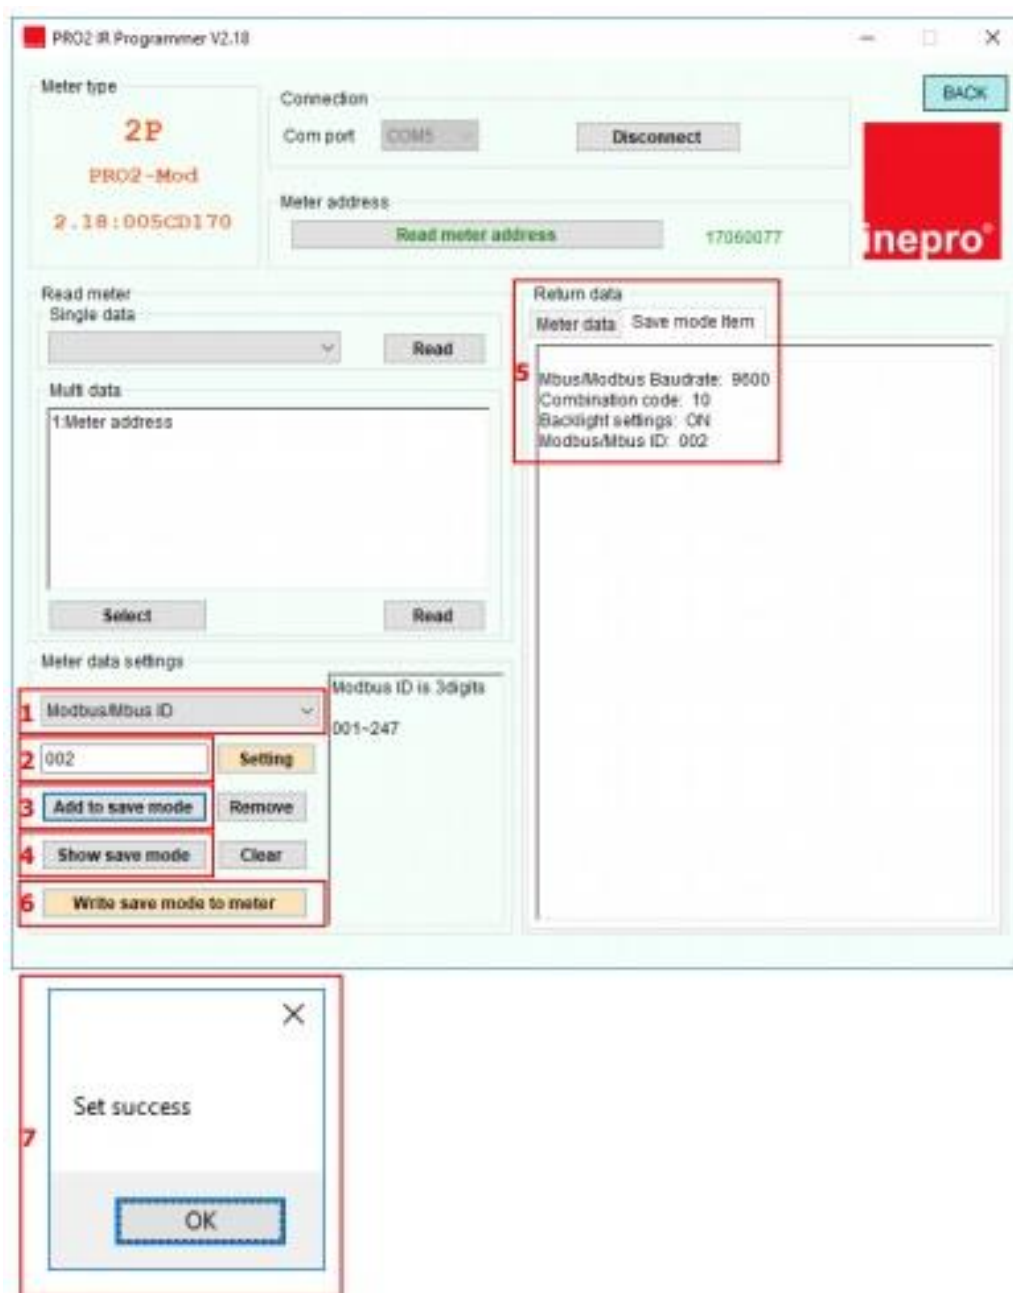 PRO2 IR Programmer V2.18
BACK
Meter type
2P
PRO2-Mod
2.18:005CD170
Connection
Com port COM5 Disconnect
Meter address
Read meter address 17060077
inepro®
Read meter
Single data
Read
Multi data
1:Meter address
Select Read
Return data
Meter data Save mode Item
5
Mbus/Modbus Baudrate: 9600
Combination code: 10
Backlight settings: ON
Modbus/Mbus ID: 002
Meter data settings
1 Modbus/Mbus ID
2 002 Setting
3 Add to save mode Remove
4 Show save mode Clear
6 Write save mode to meter
Modbus ID is 3digits
001~247
7
Set success
OK